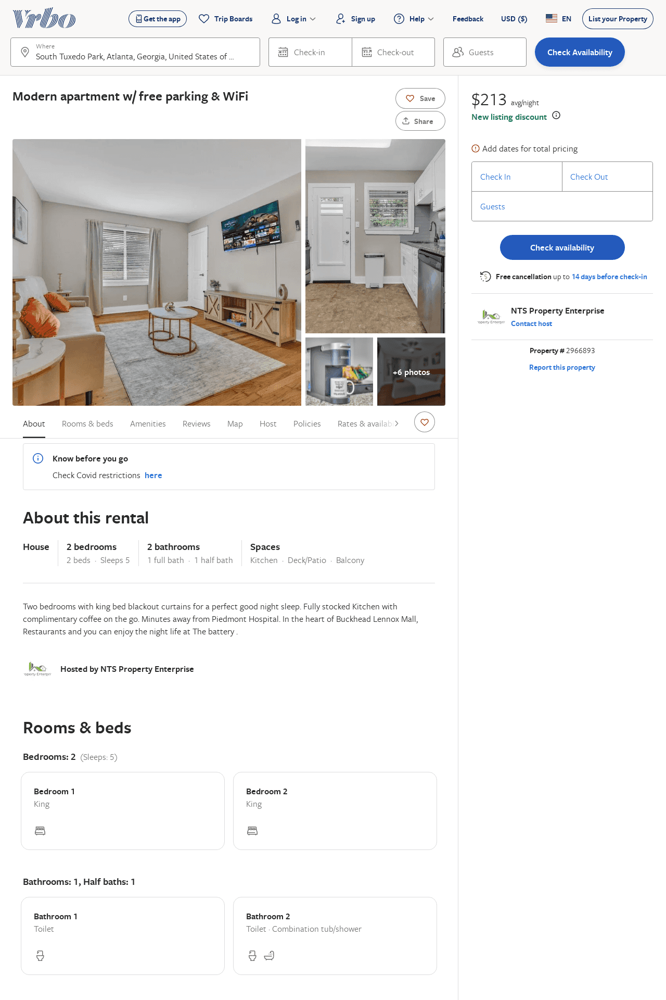 Vrbo
Get the app
Trip Boards
Log in
Sign up
Help
Feedback
USD ($)
EN
List your Property
Where
South Tuxedo Park, Atlanta, Georgia, United States of ...
Check-in
Check-out
Guests
Check Availability
Modern apartment w/ free parking & WiFi
Save
Share
+6 photos
$213 avg/night
New listing discount
Add dates for total pricing
Check In
Check Out
Guests
Check availability
Free cancellation up to 14 days before check-in
NTS Property Enterprise
Contact host
Property # 2966893
Report this property
About
Rooms & beds
Amenities
Reviews
Map
Host
Policies
Rates & availab
Know before you go
Check Covid restrictions here
About this rental
House
2 bedrooms
2 beds · Sleeps 5
2 bathrooms
1 full bath · 1 half bath
Spaces
Kitchen · Deck/Patio · Balcony
Two bedrooms with king bed blackout curtains for a perfect good night sleep. Fully stocked Kitchen with
complimentary coffee on the go. Minutes away from Piedmont Hospital. In the heart of Buckhead Lennox Mall,
Restaurants and you can enjoy the night life at The battery .
Hosted by NTS Property Enterprise
Rooms & beds
Bedrooms: 2 (Sleeps: 5)
Bedroom 1
King
Bedroom 2
King
Bathrooms: 1, Half baths: 1
Bathroom 1
Toilet
Bathroom 2
Toilet · Combination tub/shower